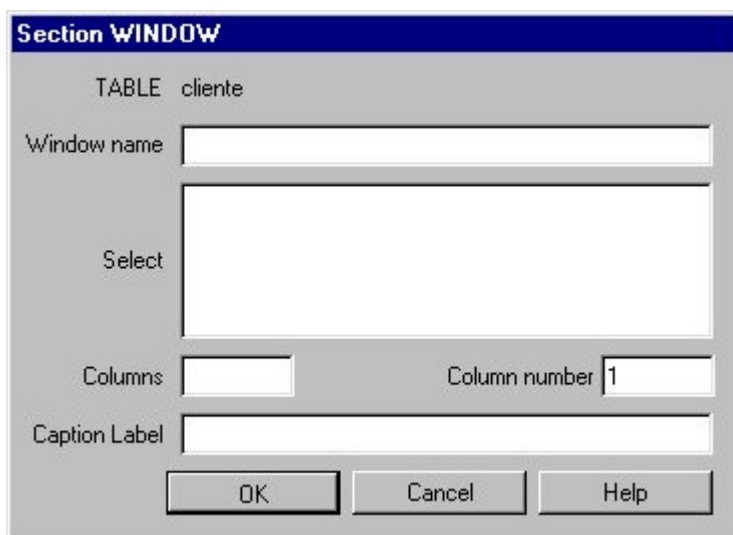 Section WINDOW
TABLE cliente
Window name
Select
Columns Column number 1
Caption Label
OK Cancel Help